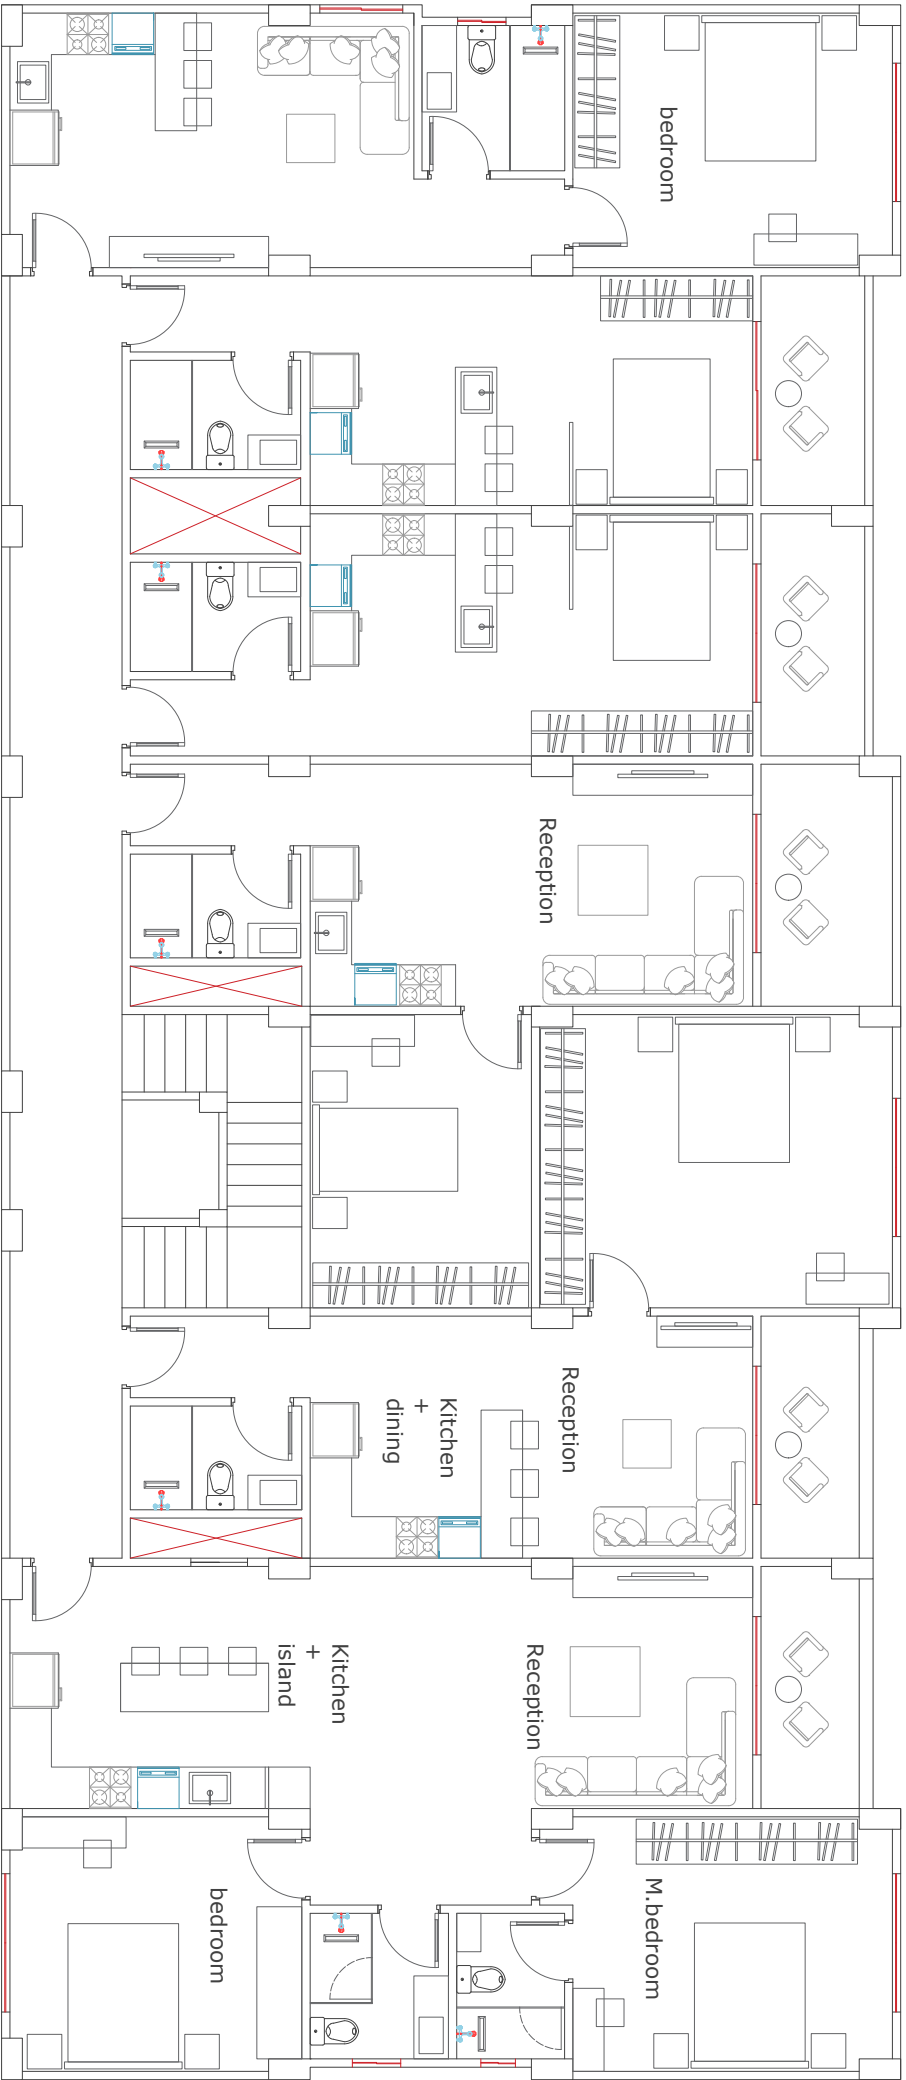 bedroom
Reception
Reception
Kitchen
+
dining
Kitchen
+
island
Reception
bedroom
M.bedroom